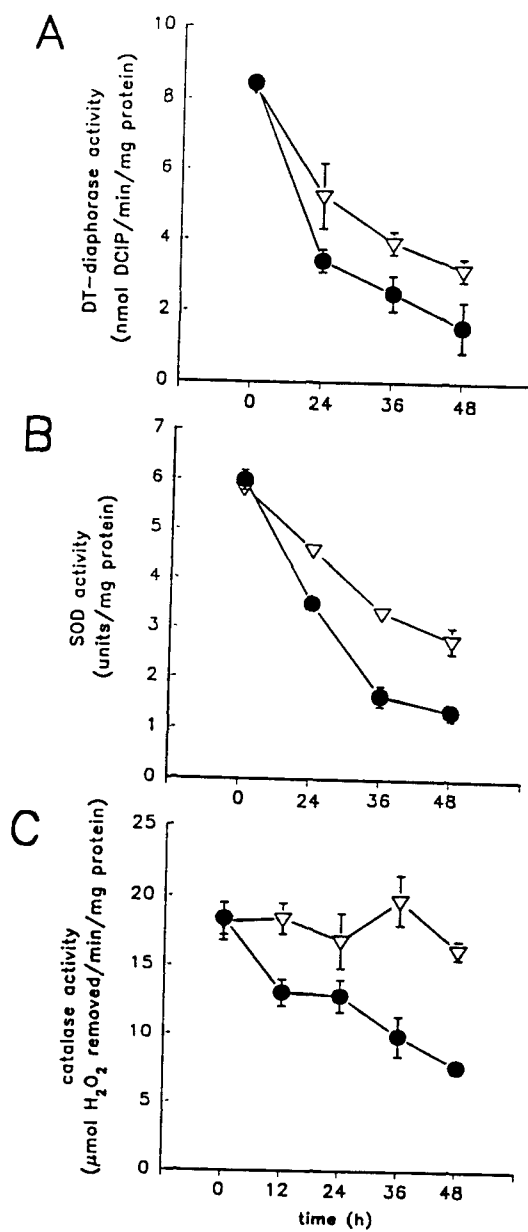 A
DT-diaphorase activity
(nmol DCIP/min/mg protein)
10
8
6
4
2
0
0 24 36 48
B
SOD activity
(units/mg protein)
7
6
5
4
3
2
1
0
0 24 36 48
C
catalase activity
(μmol H₂O₂ removed/min/mg protein)
25
20
15
10
5
0
0 12 24 36 48
time (h)